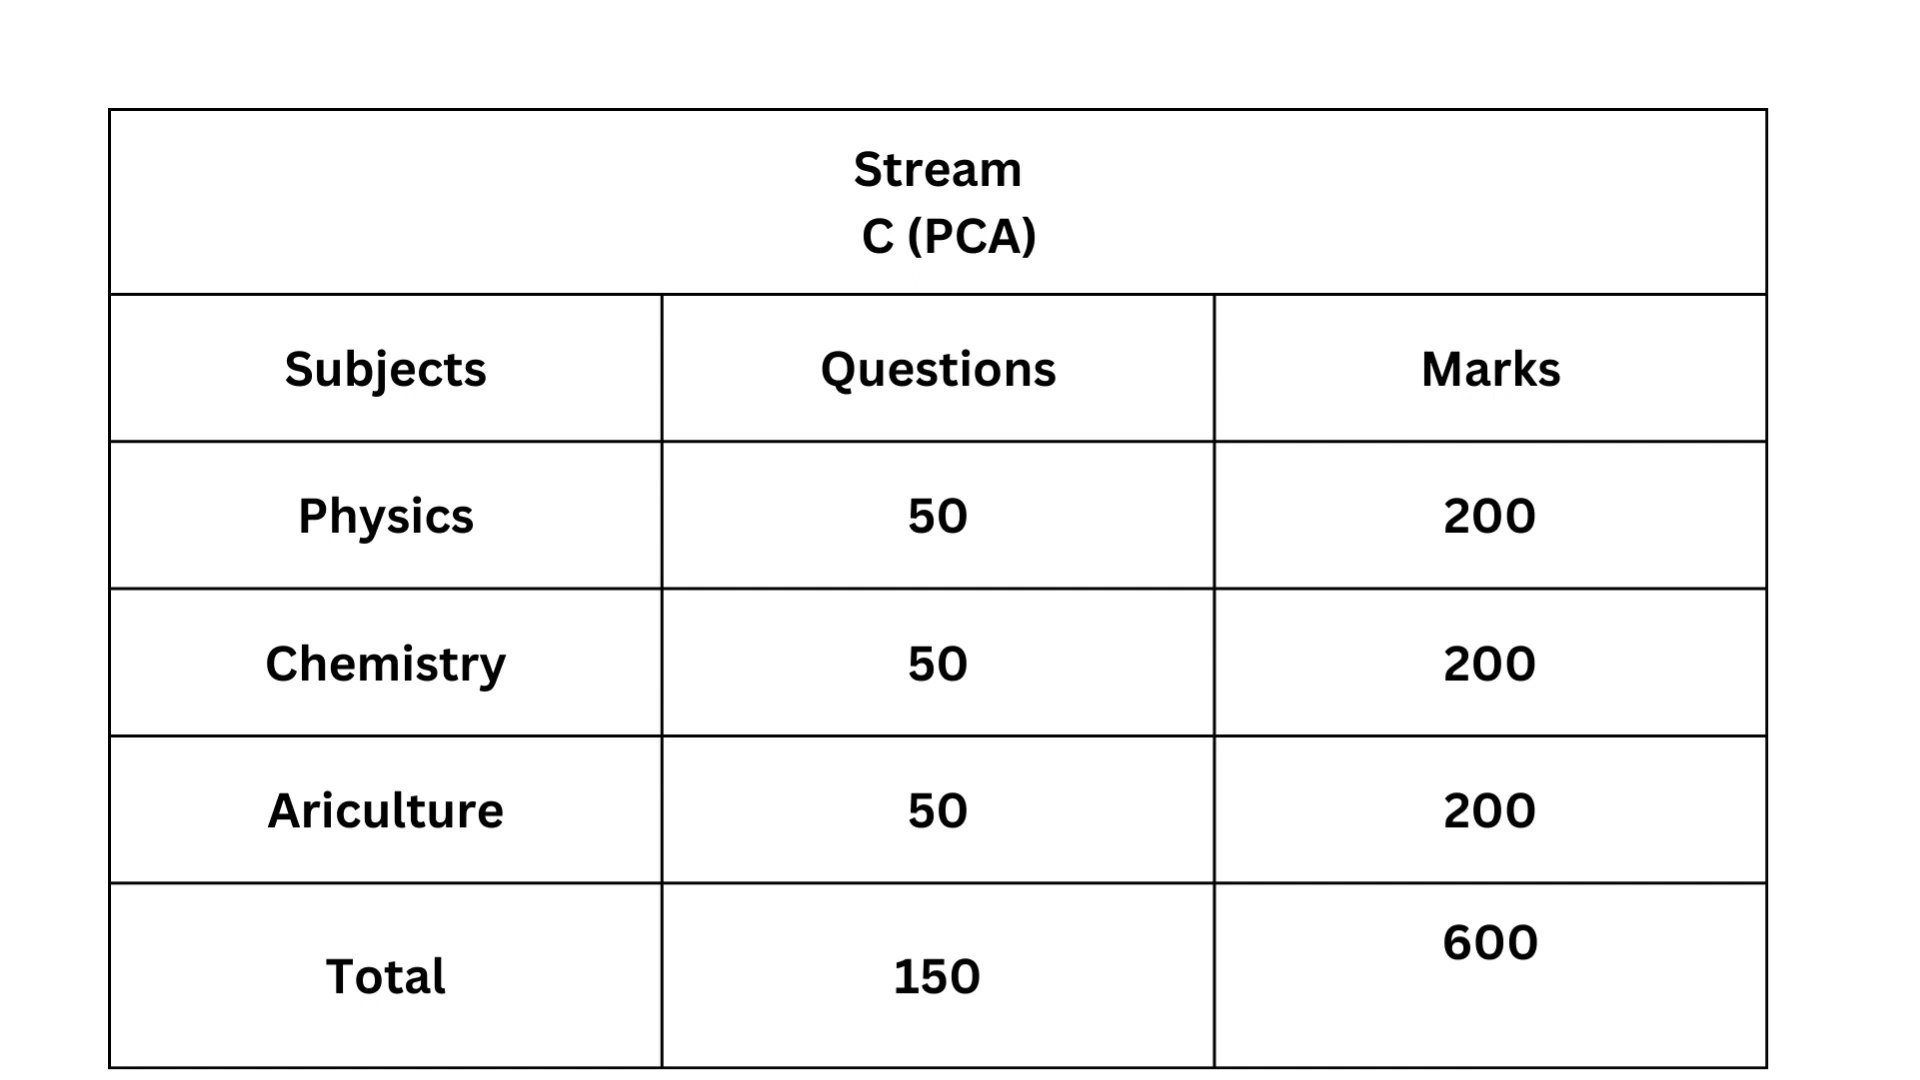 Stream
C (PCA)
Subjects Questions Marks
Physics 50 200
Chemistry 50 200
Ariculture 50 200
Total 150 600